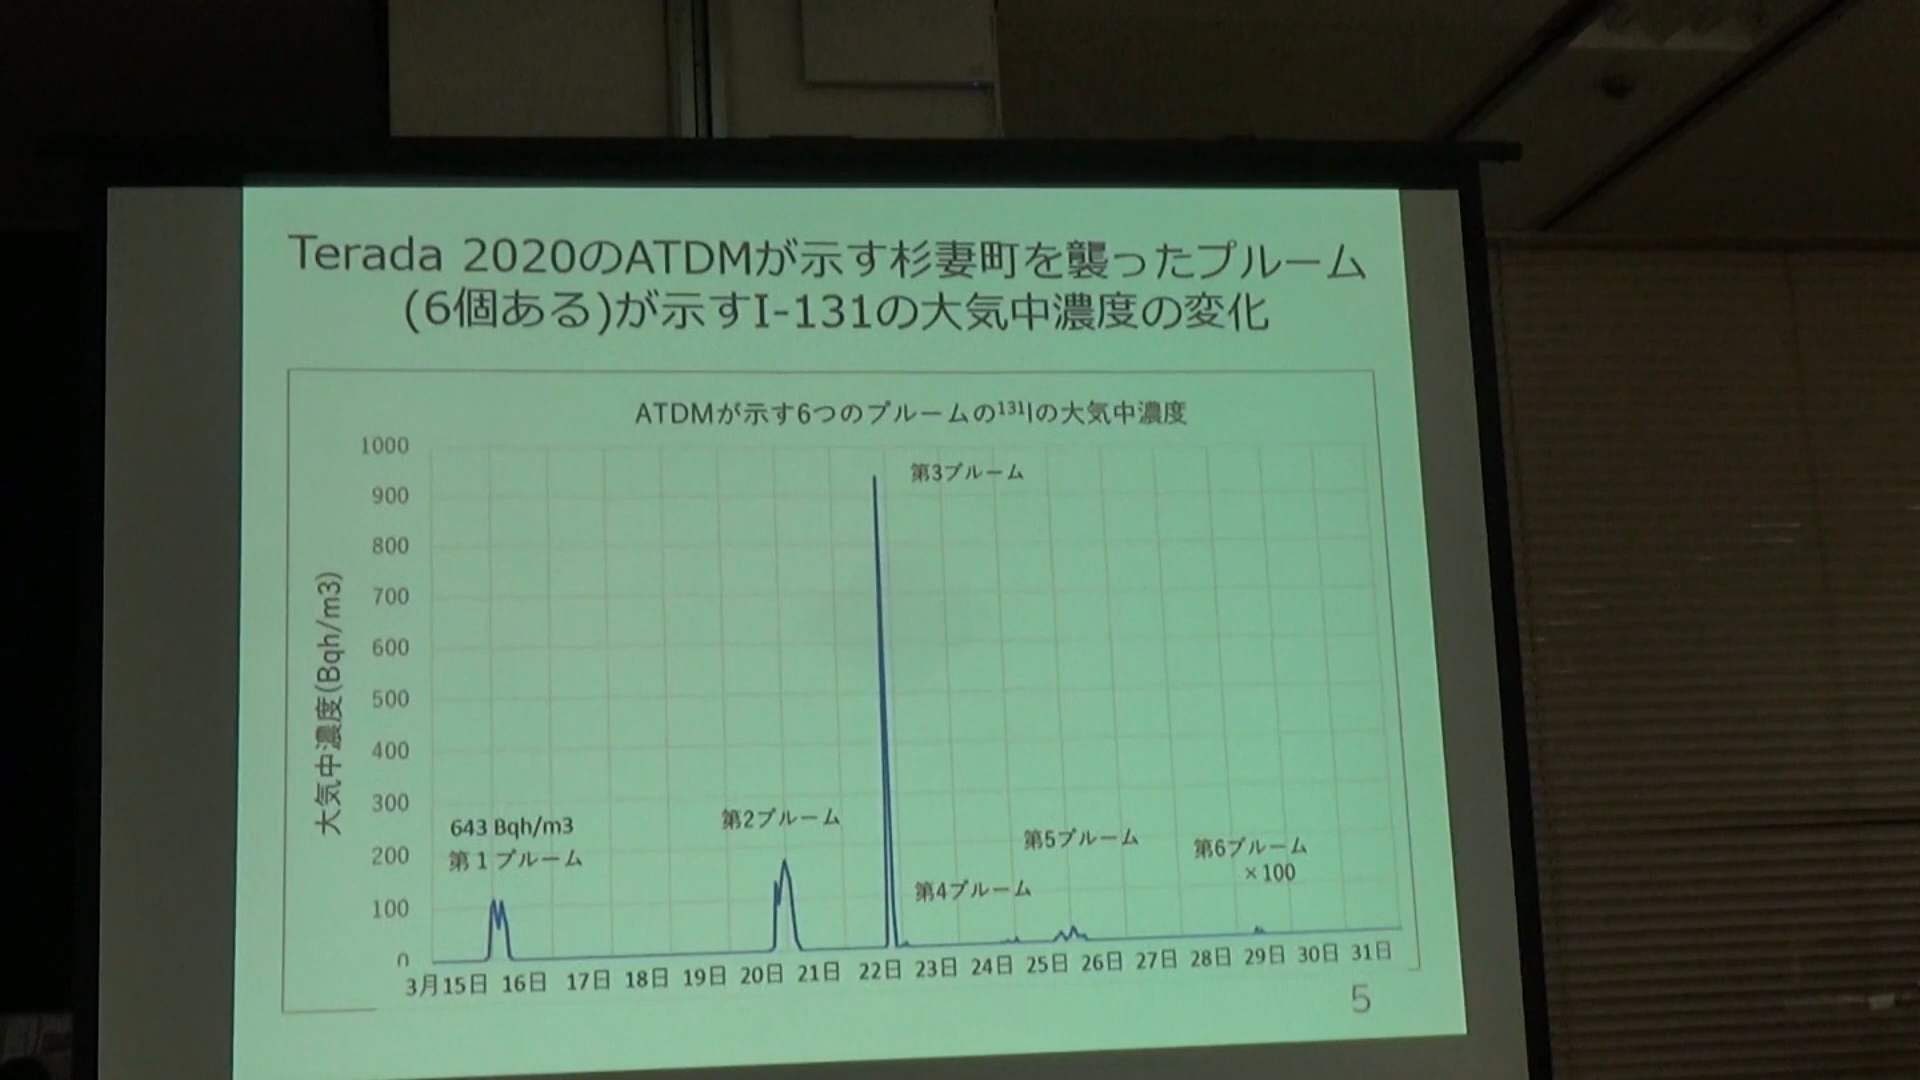 Terada 2020のATDMが示す杉妻町を襲ったプルーム
(6個ある)が示すI-131の大気中濃度の変化
ATDMが示す6つのプルームの¹³¹Iの大気中濃度
大気中濃度(Bqh/m3)
1000
900
800
700
600
500
400
300
200
100
0
643 Bqh/m3
第1プルーム
第2プルーム
第3プルーム
第4プルーム
第5プルーム
第6プルーム
×100
3月15日 16日 17日 18日 19日 20日 21日 22日 23日 24日 25日 26日 27日 28日 29日 30日 31日
5